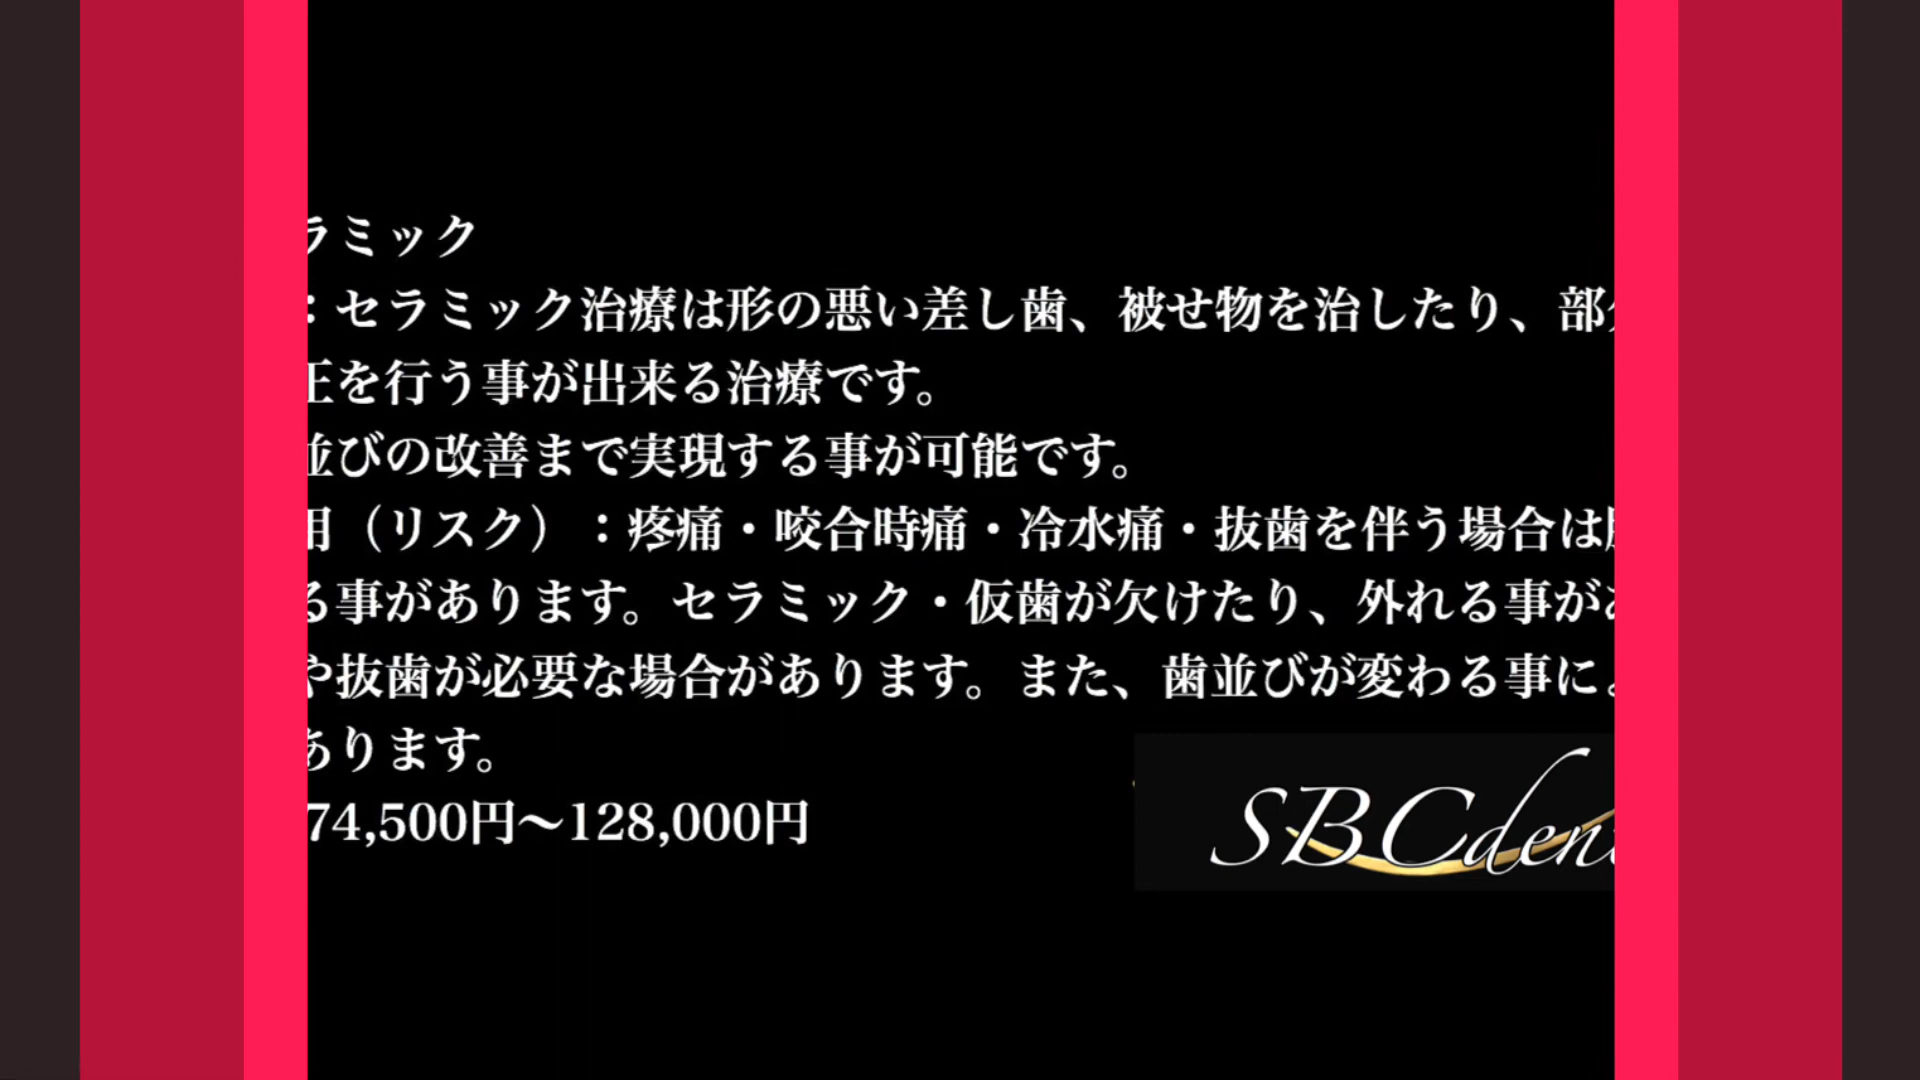 ラミック
：セラミック治療は形の悪い差し歯、被せ物を治したり、部分
正を行う事が出来る治療です。
並びの改善まで実現する事が可能です。
用（リスク）：疼痛・咬合時痛・冷水痛・抜歯を伴う場合は
る事があります。セラミック・仮歯が欠けたり、外れる事があ
や抜歯が必要な場合があります。また、歯並びが変わる事によ
あります。
74,500円〜128,000円
SBCden